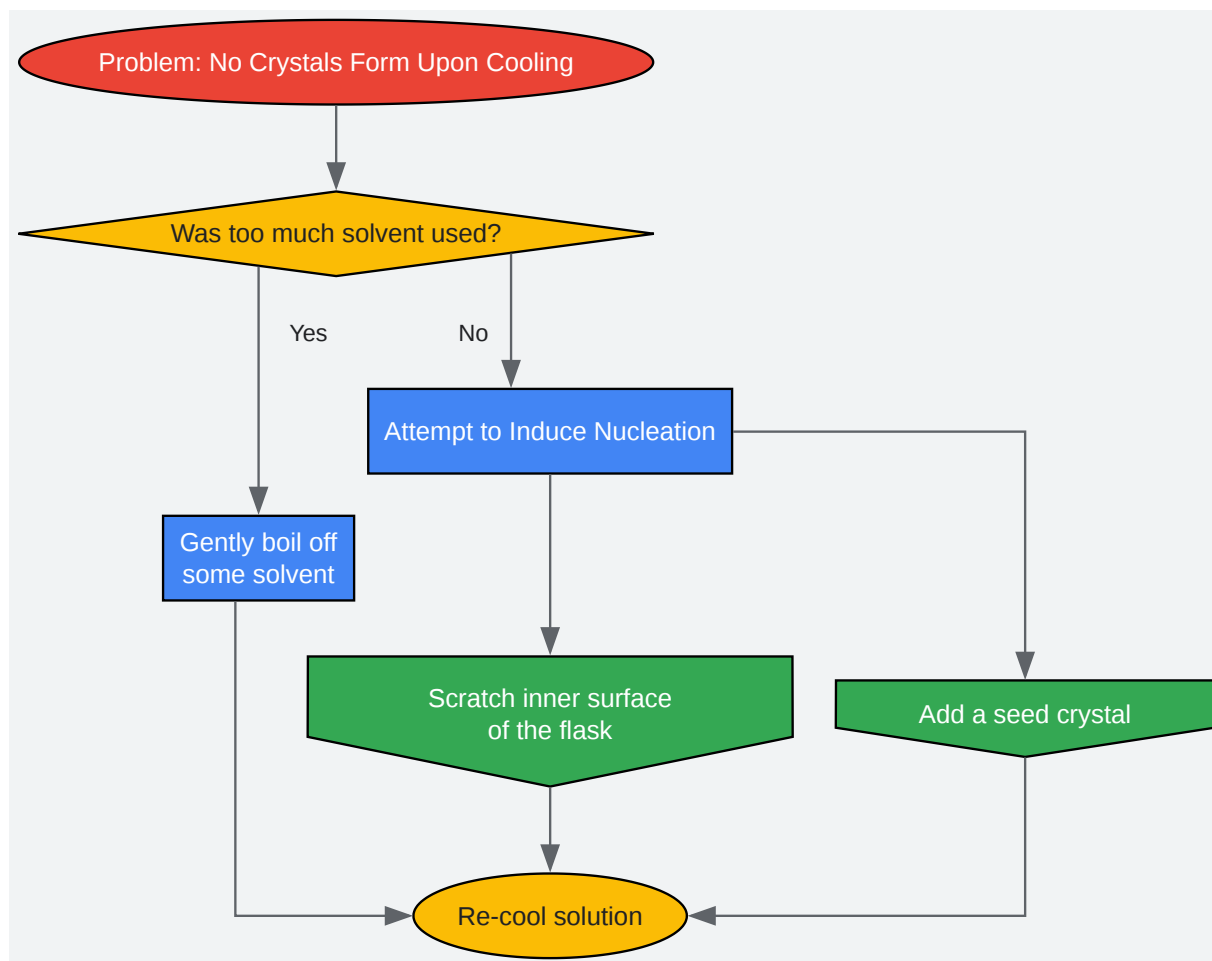 Problem: No Crystals Form Upon Cooling
Was too much solvent used?
Yes
No
Attempt to Induce Nucleation
Gently boil off
some solvent
Scratch inner surface
of the flask
Add a seed crystal
Re-cool solution